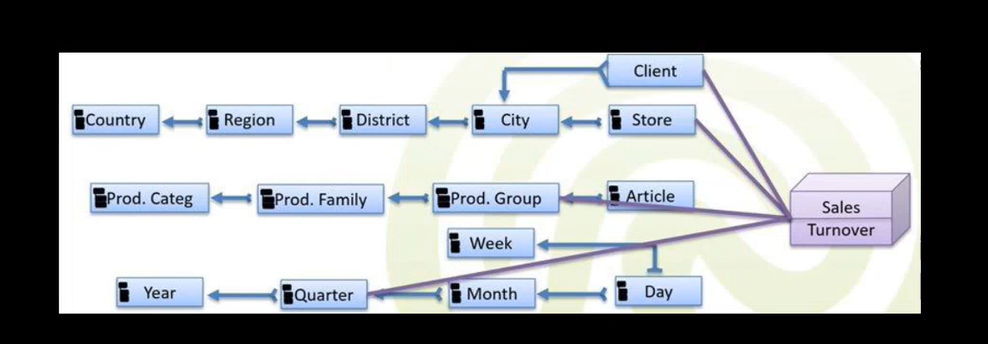 Client
Country
Region
District
City
Store
Prod. Categ
Prod. Family
Prod. Group
Article
Sales
Turnover
Week
Year
Quarter
Month
Day